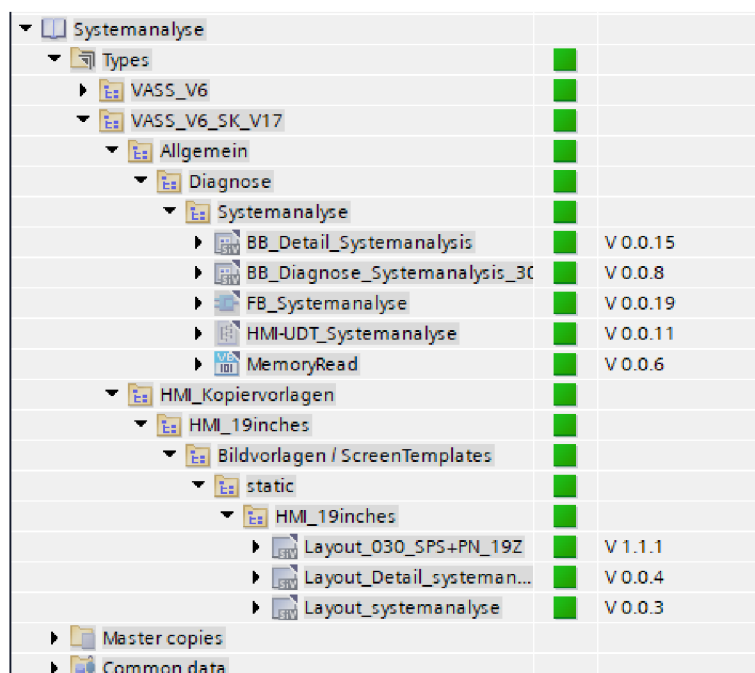 Systemanalyse
Types
VASS_V6
VASS_V6_SK_V17
Allgemein
Diagnose
Systemanalyse
BB_Detail_Systemanalysis V 0.0.15
BB_Diagnose_Systemanalysis_30 V 0.0.8
FB_Systemanalyse V 0.0.19
HMI-UDT_Systemanalyse V 0.0.11
MemoryRead V 0.0.6
HMI_Kopiervorlagen
HMI_19inches
Bildvorlagen / ScreenTemplates
static
HMI_19inches
Layout_030_SPS+PN_19Z V 1.1.1
Layout_Detail_systeman... V 0.0.4
Layout_systemanalyse V 0.0.3
Master copies
Common data